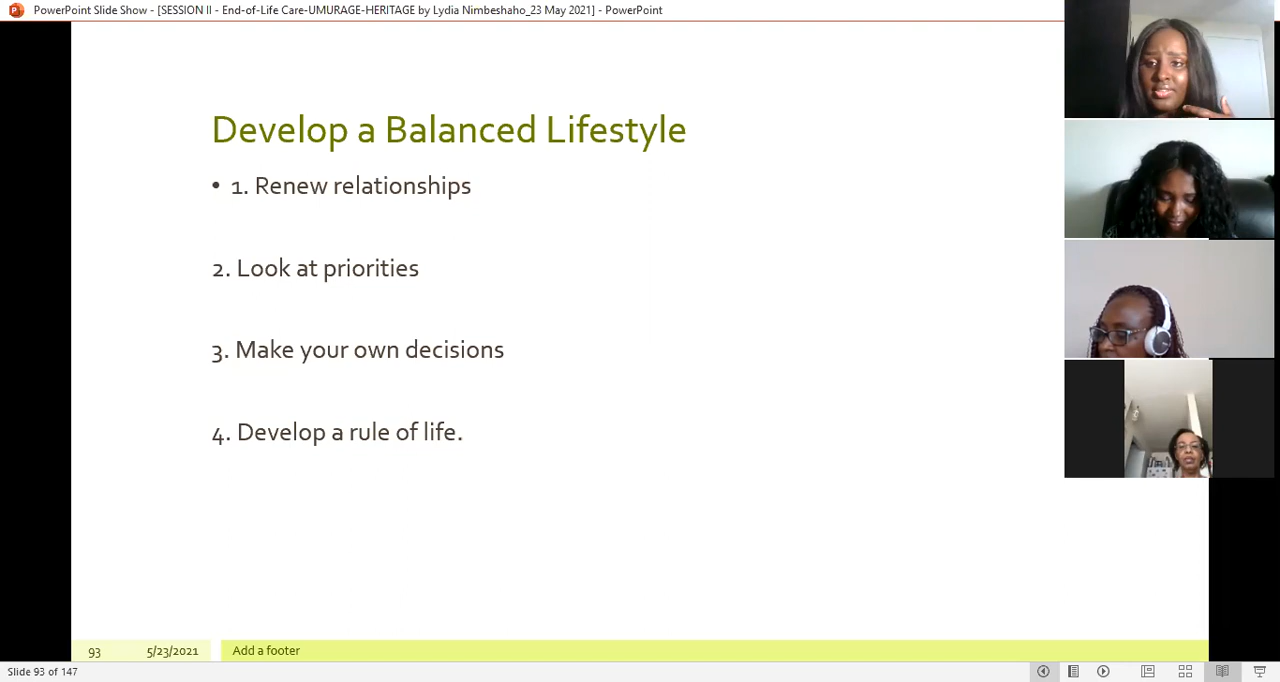 PowerPoint Slide Show - [SESSION II - End-of-Life Care-UMURAGE-HERITAGE by Lydia Nimbeshaho_23 May 2021] - PowerPoint
Develop a Balanced Lifestyle
• 1. Renew relationships
2. Look at priorities
3. Make your own decisions
4. Develop a rule of life.
93 5/23/2021 Add a footer
Slide 93 of 147